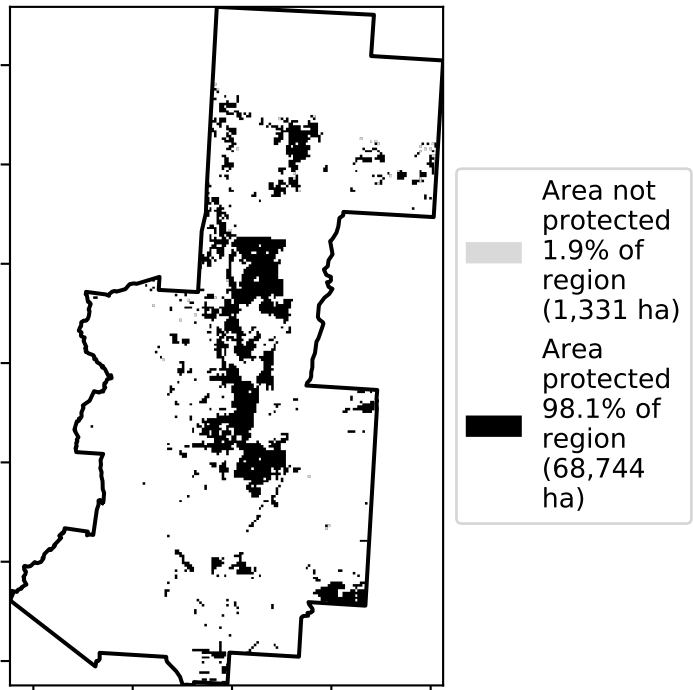 Area not
protected
1.9% of
region
(1,331 ha)
Area
protected
98.1% of
region
(68,744
ha)